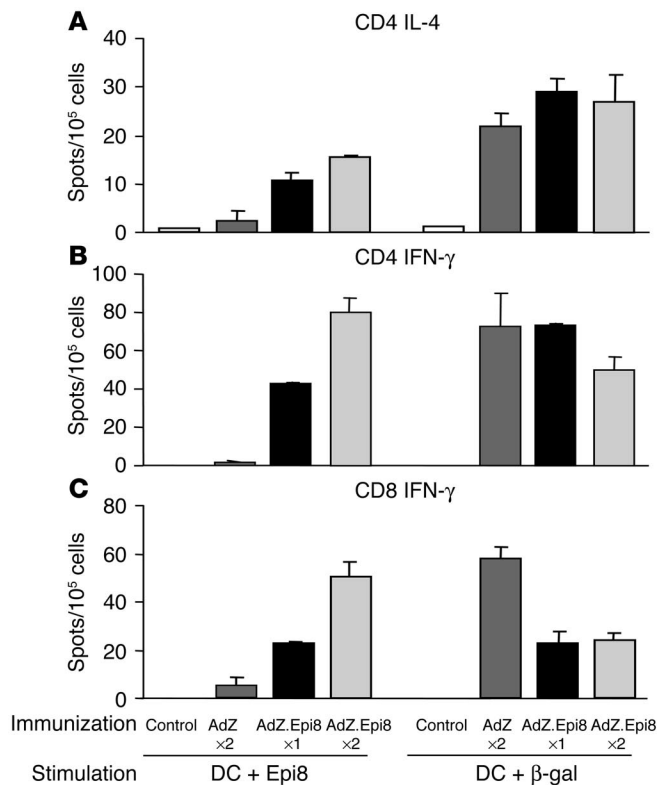 A
CD4 IL-4
Spots/10⁵ cells
40
30
20
10
0
B
CD4 IFN-γ
Spots/10⁵ cells
100
80
60
40
20
0
C
CD8 IFN-γ
Spots/10⁵ cells
80
60
40
20
0
Immunization Control AdZ AdZ.Epi8 AdZ.Epi8 Control AdZ AdZ.Epi8 AdZ.Epi8
×2 ×1 ×2 ×2 ×1 ×2
Stimulation DC + Epi8 DC + β-gal